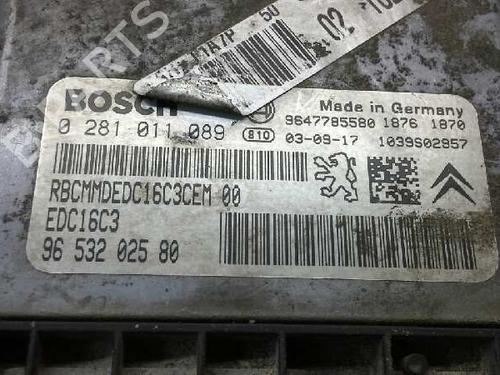 BOSCH
0 281 011 089
810
Made in Germany
9647785580 1876 1870
03-09-17 1039S02957
RBCMMDEDC16C3CEM 00
EDC16C3
96 532 025 80